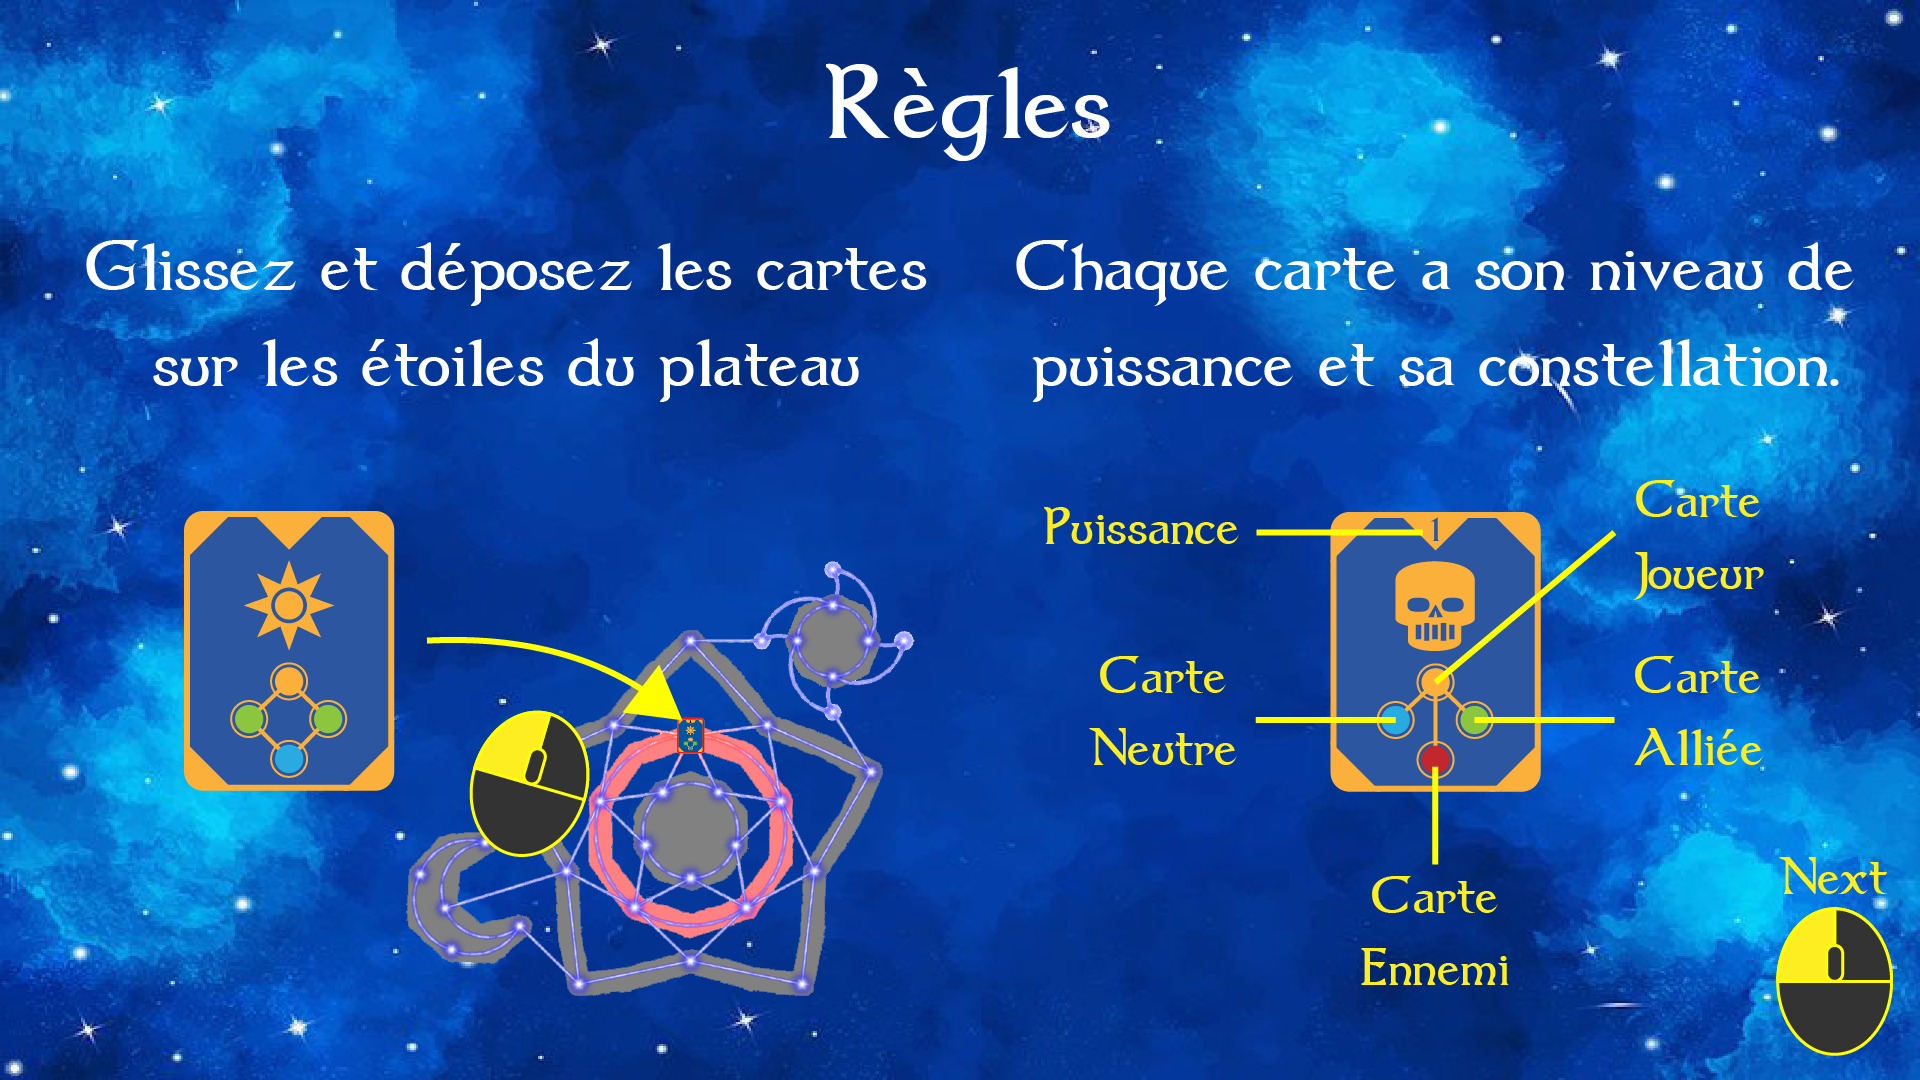 Règles
Glissez et déposez les cartes
sur les étoiles du plateau
Chaque carte a son niveau de
puissance et sa constellation.
Puissance
1
Carte
Joueur
Carte
Neutre
Carte
Alliée
Carte
Ennemi
Next